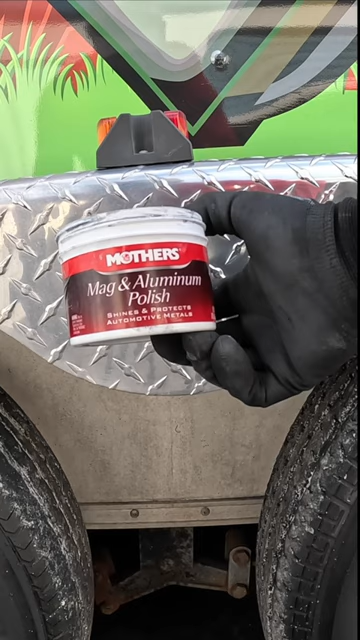 MOTHERS
Mag & Aluminum
Polish
SHINES & PROTECTS
AUTOMOTIVE METALS